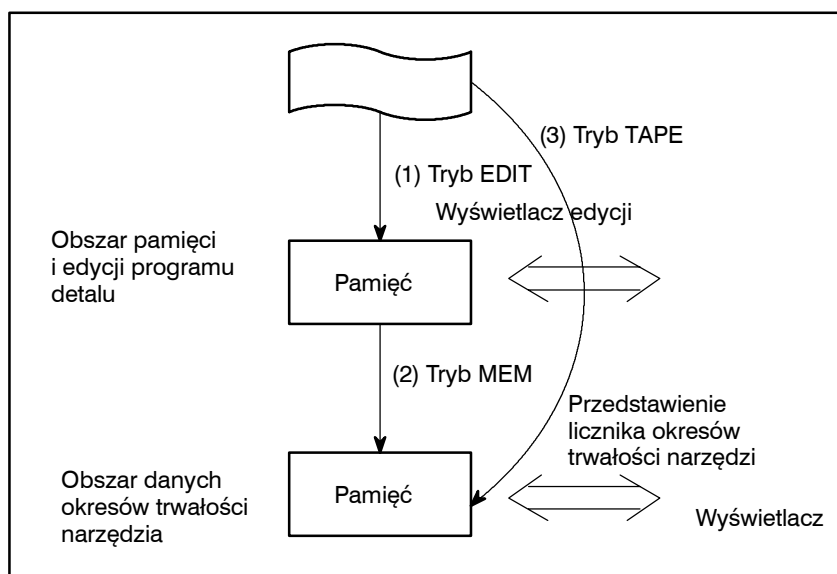 (3) Tryb TAPE
(1) Tryb EDIT
Wyświetlacz edycji
Obszar pamięci
i edycji programu
detalu
Pamięć
(2) Tryb MEM
Przedstawienie
licznika okresów
trwałości narzędzi
Obszar danych
okresów trwałości
narzędzia
Pamięć
Wyświetlacz